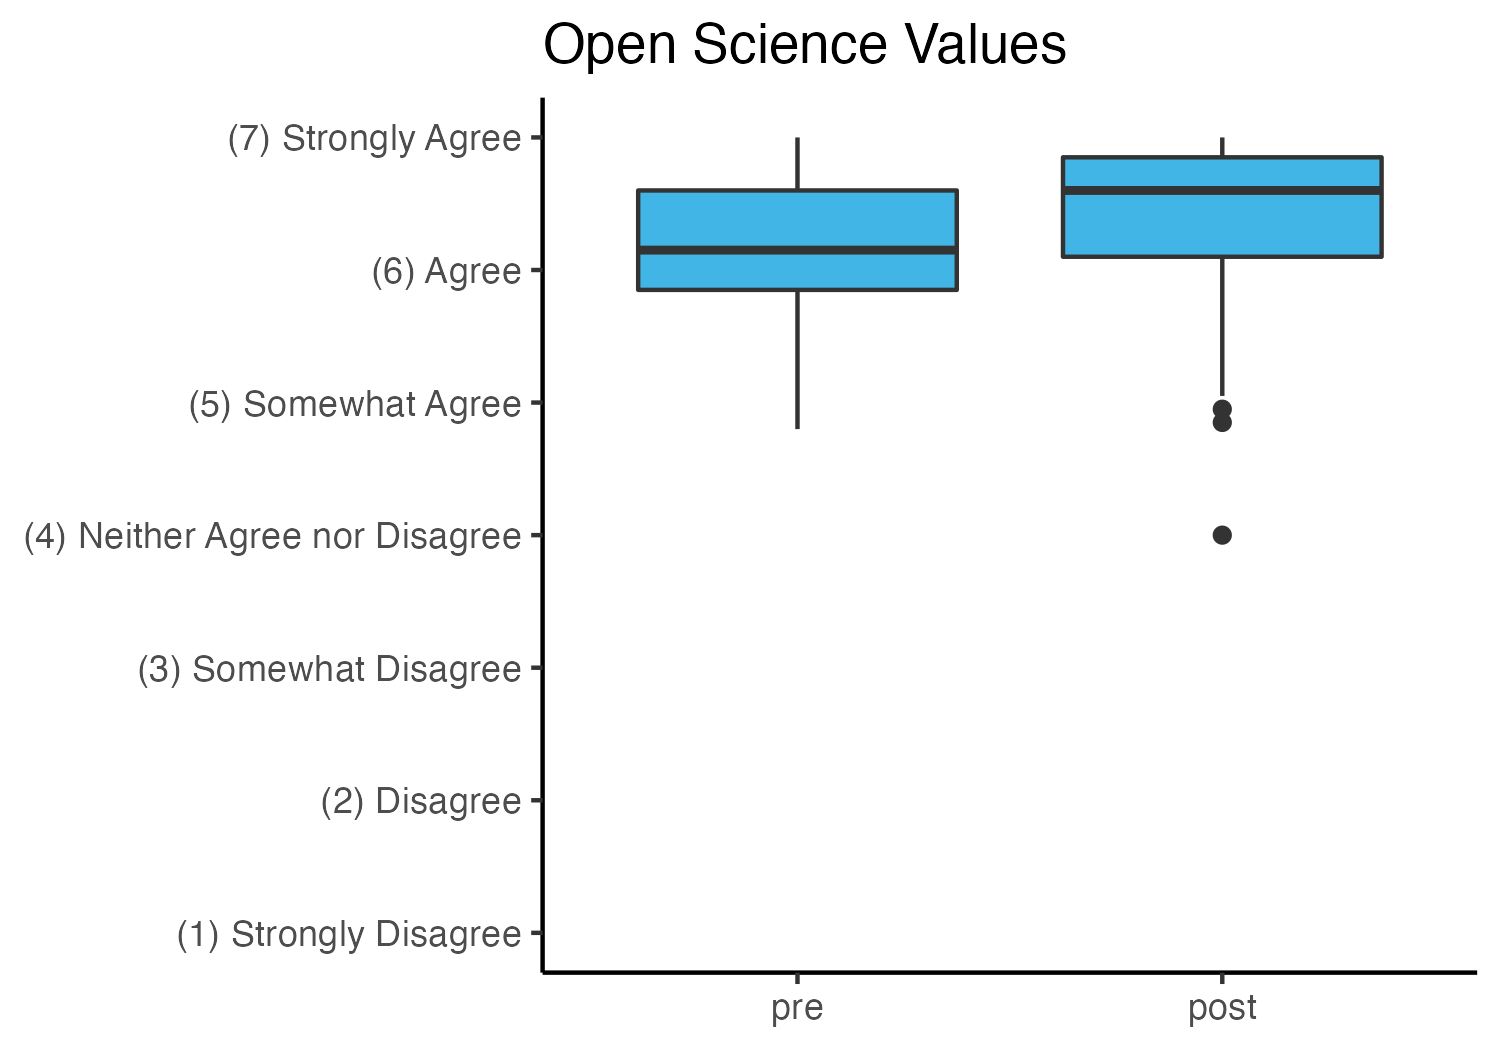 Open Science Values
(7) Strongly Agree
(6) Agree
(5) Somewhat Agree
(4) Neither Agree nor Disagree
(3) Somewhat Disagree
(2) Disagree
(1) Strongly Disagree
pre post